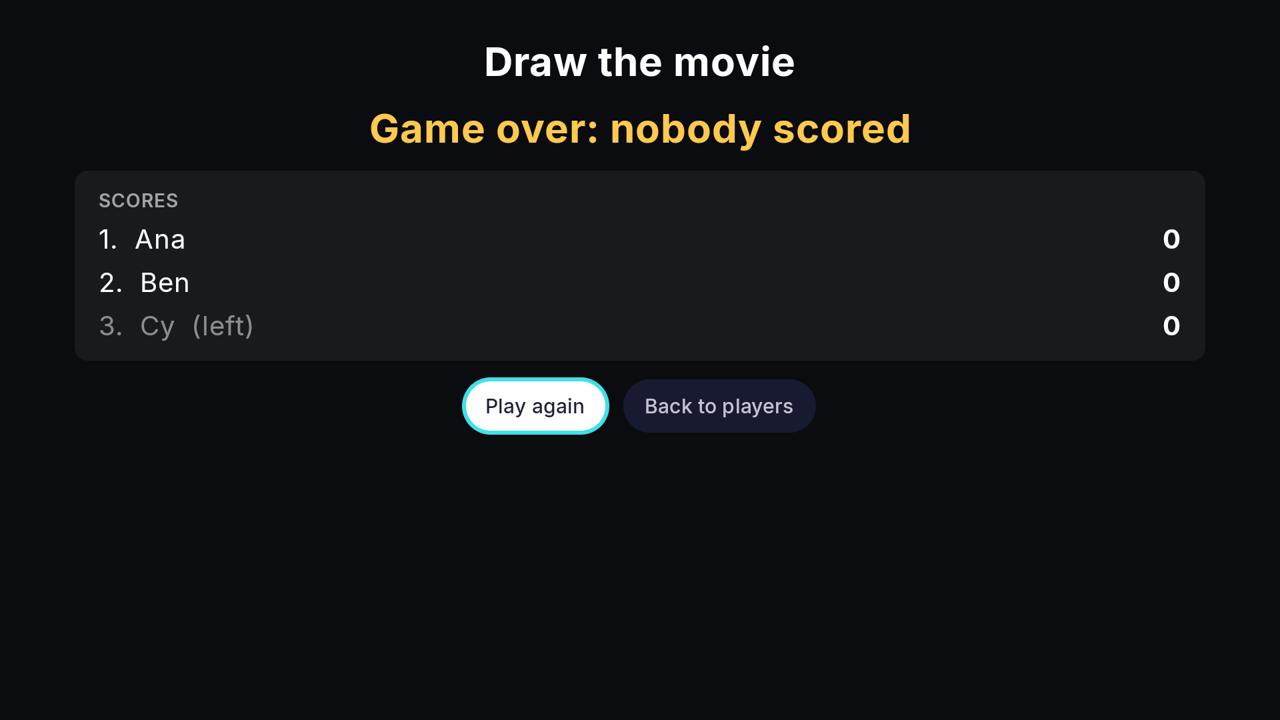 Draw the movie
Game over: nobody scored
SCORES
1. Ana 0
2. Ben 0
3. Cy (left) 0
Play again Back to players